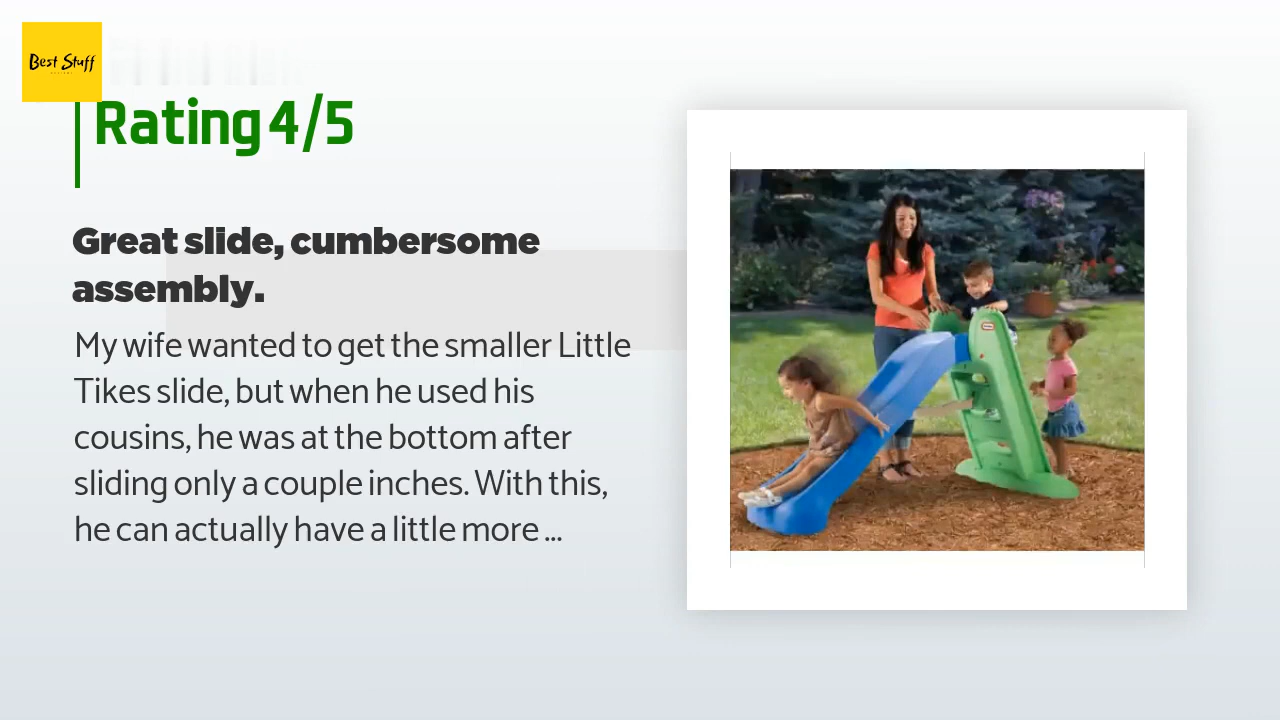 Best Stuff
Rating 4/5
Great slide, cumbersome
assembly.
My wife wanted to get the smaller Little
Tikes slide, but when he used his
cousins, he was at the bottom after
sliding only a couple inches. With this,
he can actually have a little more ...